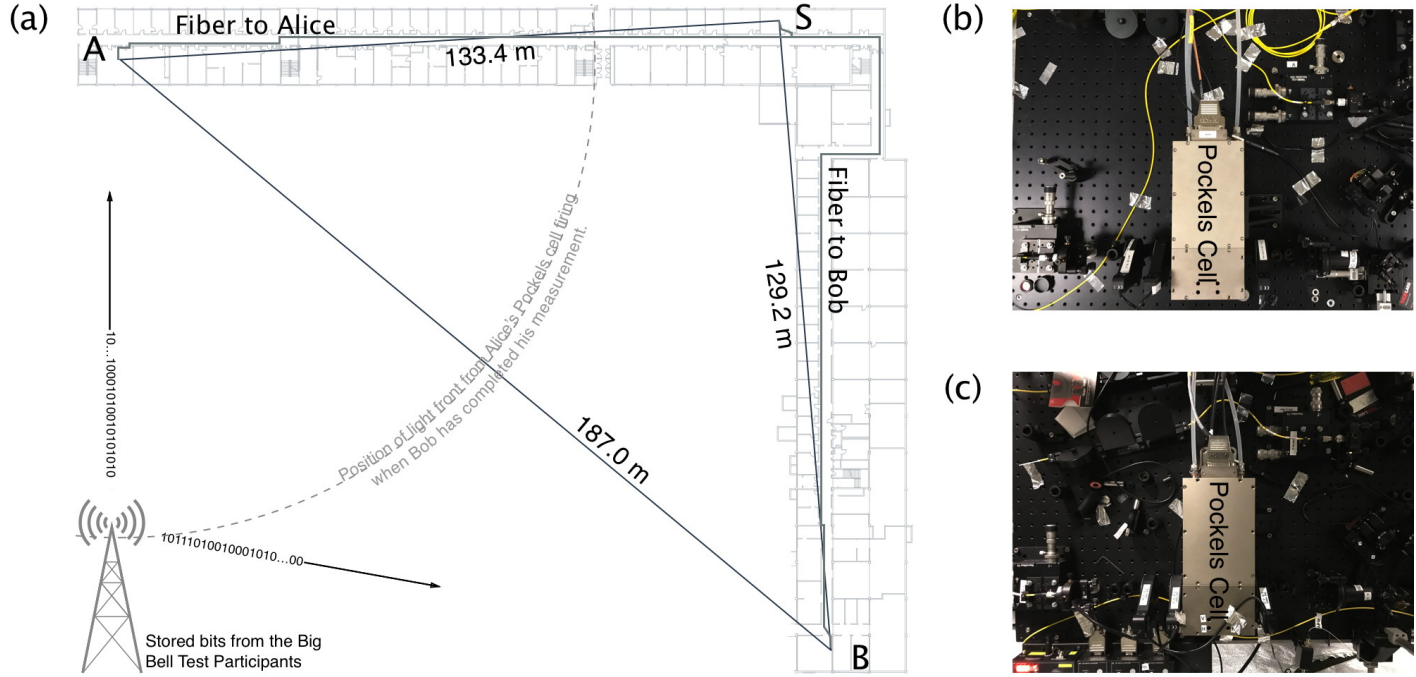 (a)
Fiber to Alice
S
A
133.4 m
Fiber to Bob
129.2 m
Position of light front from Alice's Pockels cell firing
when Bob has completed his measurement.
187.0 m
10...10001010010101010
10111010010001010...00
Stored bits from the Big
Bell Test Participants
B
(b)
Pockels Cell
(c)
Pockels Cell